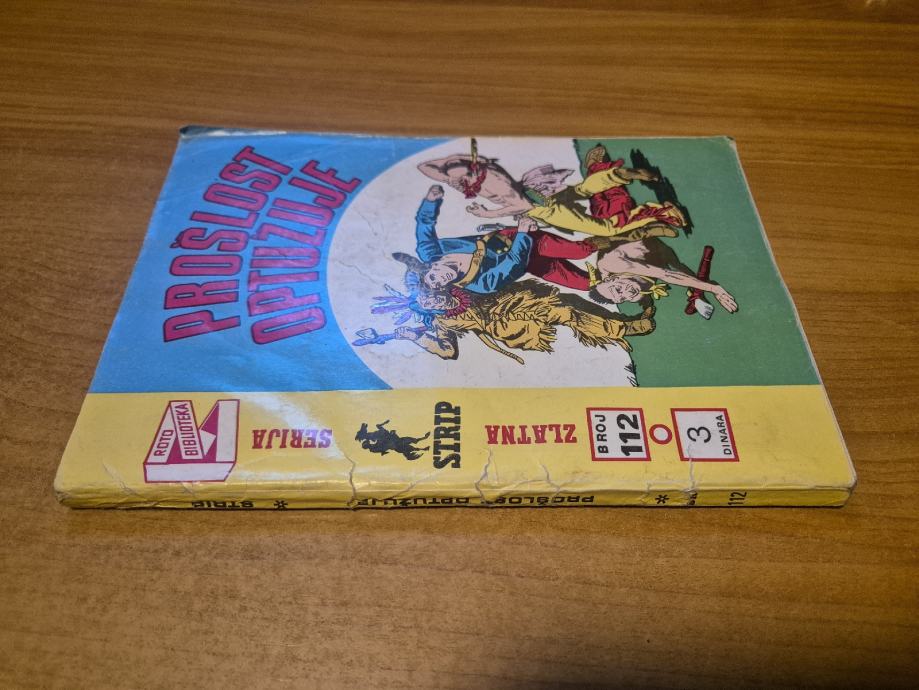 PROŠLOST
OPTUŽUJE
ROTO
BIBLIOTEKA
ZLATNA
SERIJA
STRIP
BROJ
112
3
DINARA
STRIP * PROŠLOST OPTUŽUJE * 112